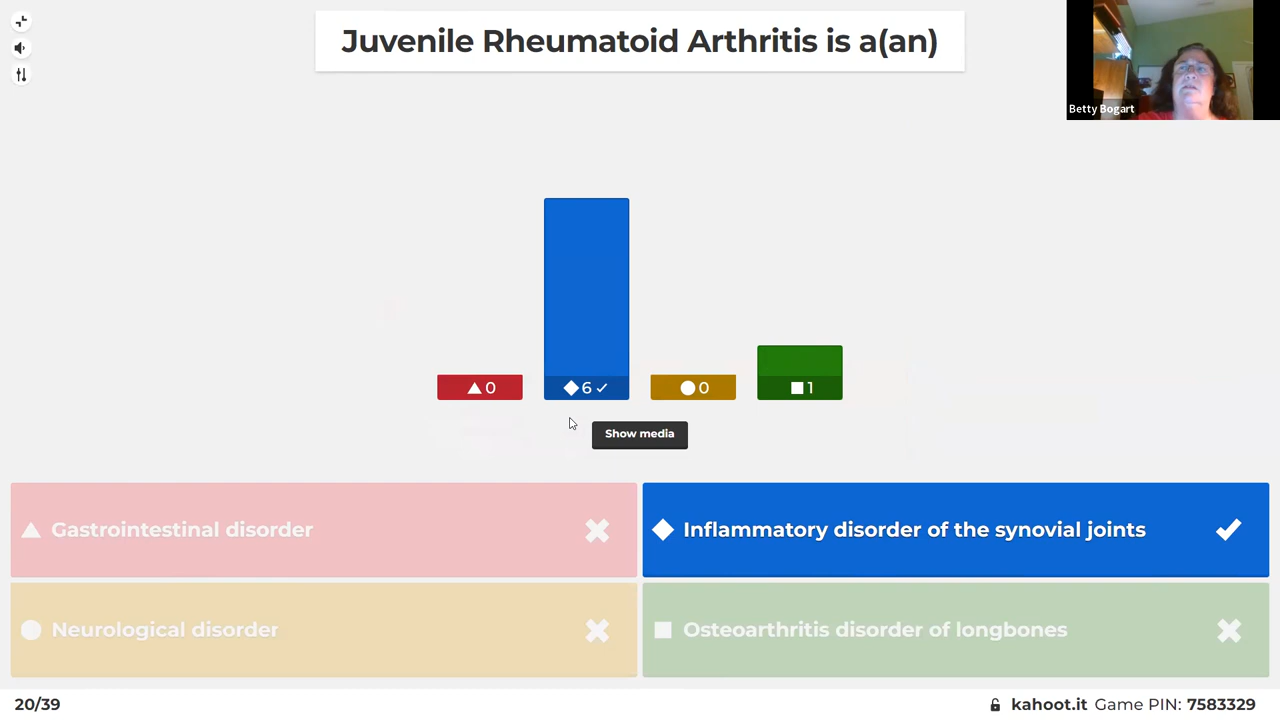 Juvenile Rheumatoid Arthritis is a(an)
Betty Bogart
0
6
0
1
Show media
Gastrointestinal disorder
Inflammatory disorder of the synovial joints
Neurological disorder
Osteoarthritis disorder of longbones
20/39
kahoot.it Game PIN: 7583329